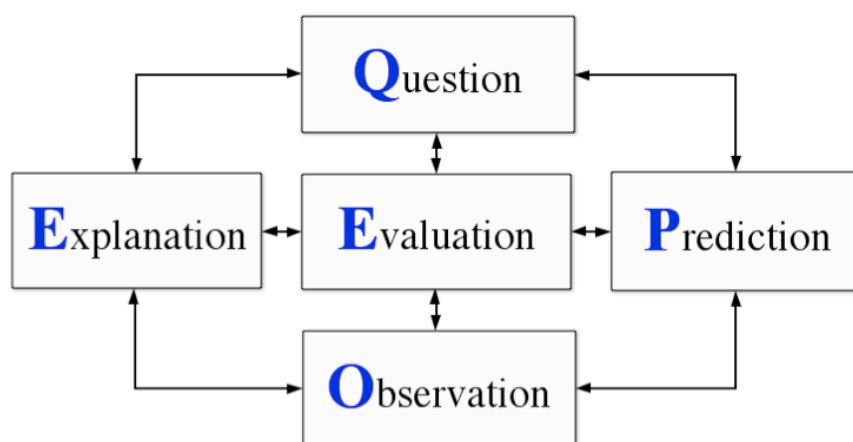 Question
Explanation
Evaluation
Prediction
Observation